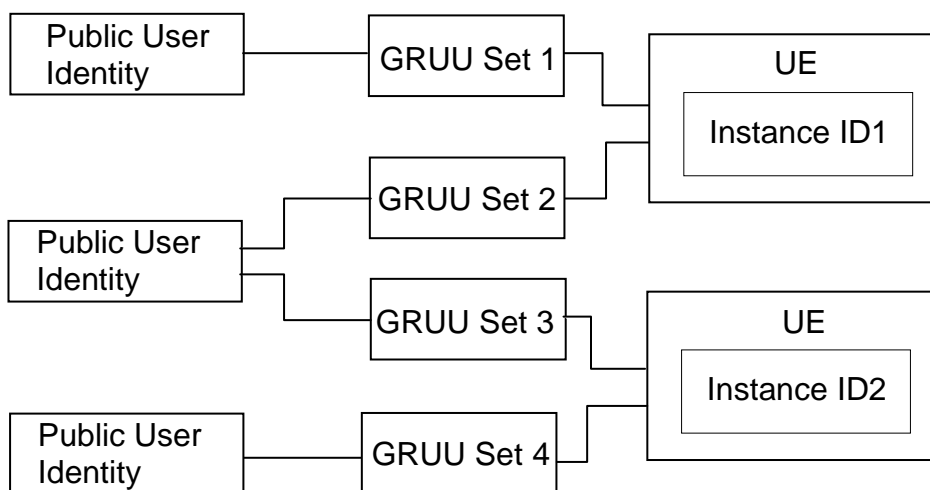 Public User
Identity
GRUU Set 1
UE
Instance ID1
GRUU Set 2
Public User
Identity
GRUU Set 3
UE
Instance ID2
Public User
Identity
GRUU Set 4